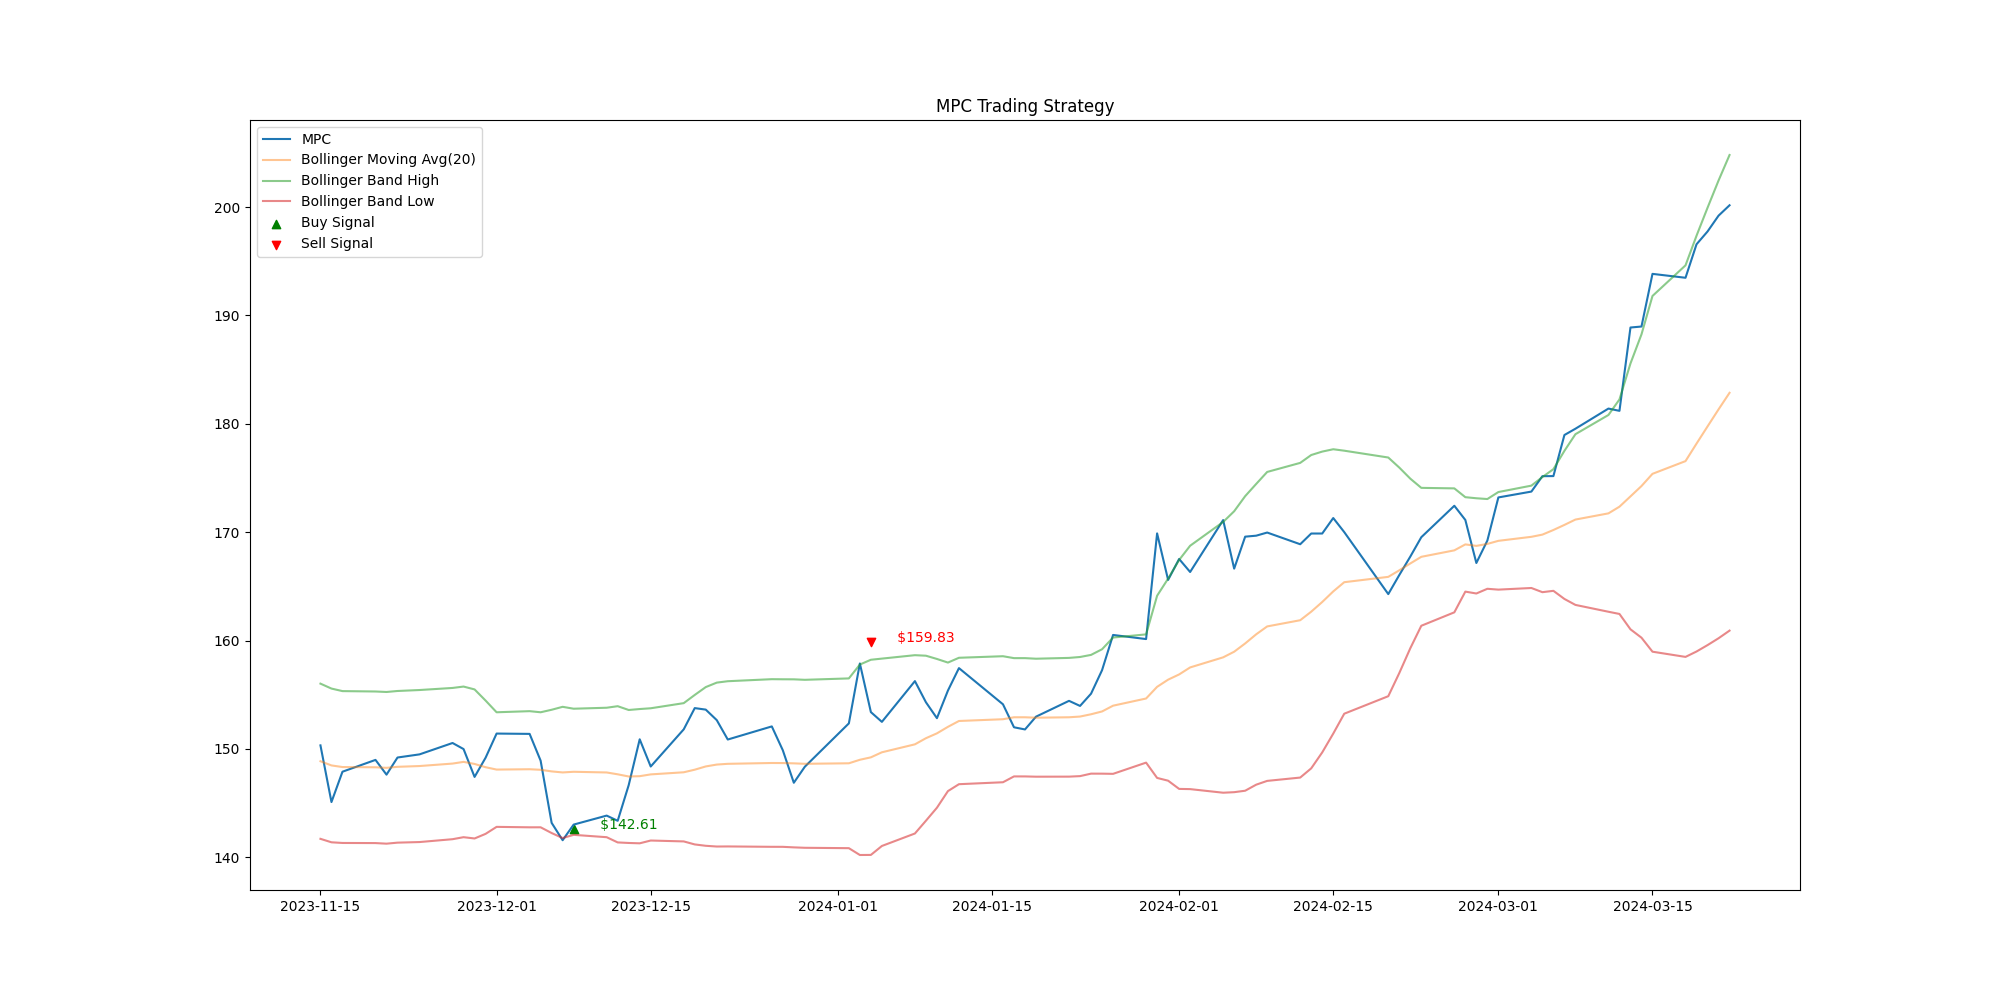 MPC Trading Strategy
MPC
Bollinger Moving Avg(20)
Bollinger Band High
Bollinger Band Low
Buy Signal
Sell Signal
200
190
180
170
160
150
140
$159.83
$142.61
2023-11-15 2023-12-01 2023-12-15 2024-01-01 2024-01-15 2024-02-01 2024-02-15 2024-03-01 2024-03-15